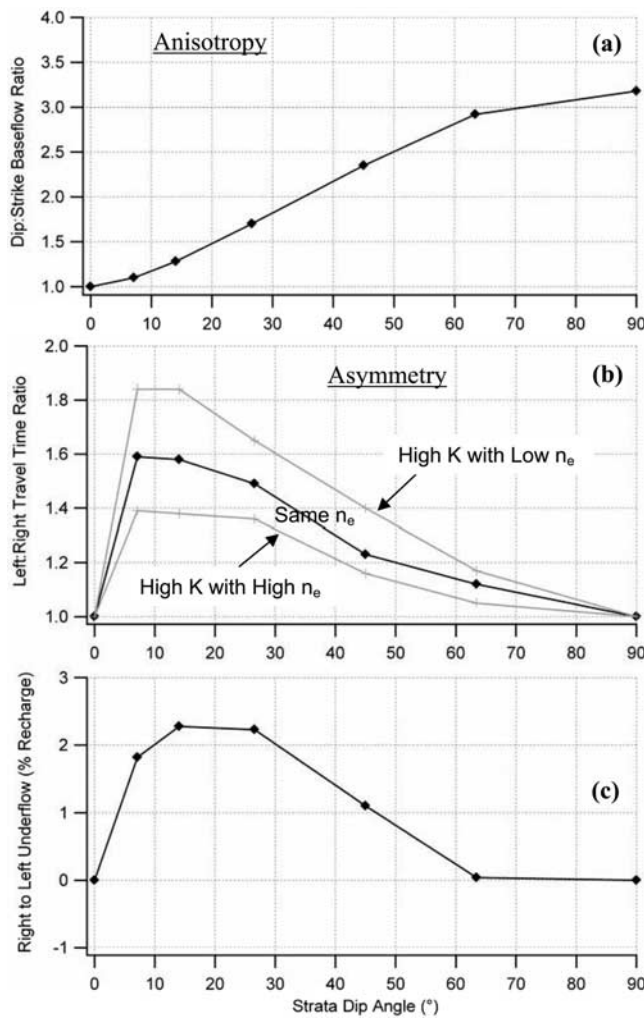 Anisotropy
(a)
Dip:Strike Baseflow Ratio
4.0
3.5
3.0
2.5
2.0
1.5
1.0
0 10 20 30 40 50 60 70 80 90
Asymmetry
(b)
Left:Right Travel Time Ratio
2.0
1.8
1.6
1.4
1.2
1.0
High K with Low nₑ
Same nₑ
High K with High nₑ
0 10 20 30 40 50 60 70 80 90
(c)
Right to Left Underflow (% Recharge)
3
2
1
0
-1
0 10 20 30 40 50 60 70 80 90
Strata Dip Angle (°)